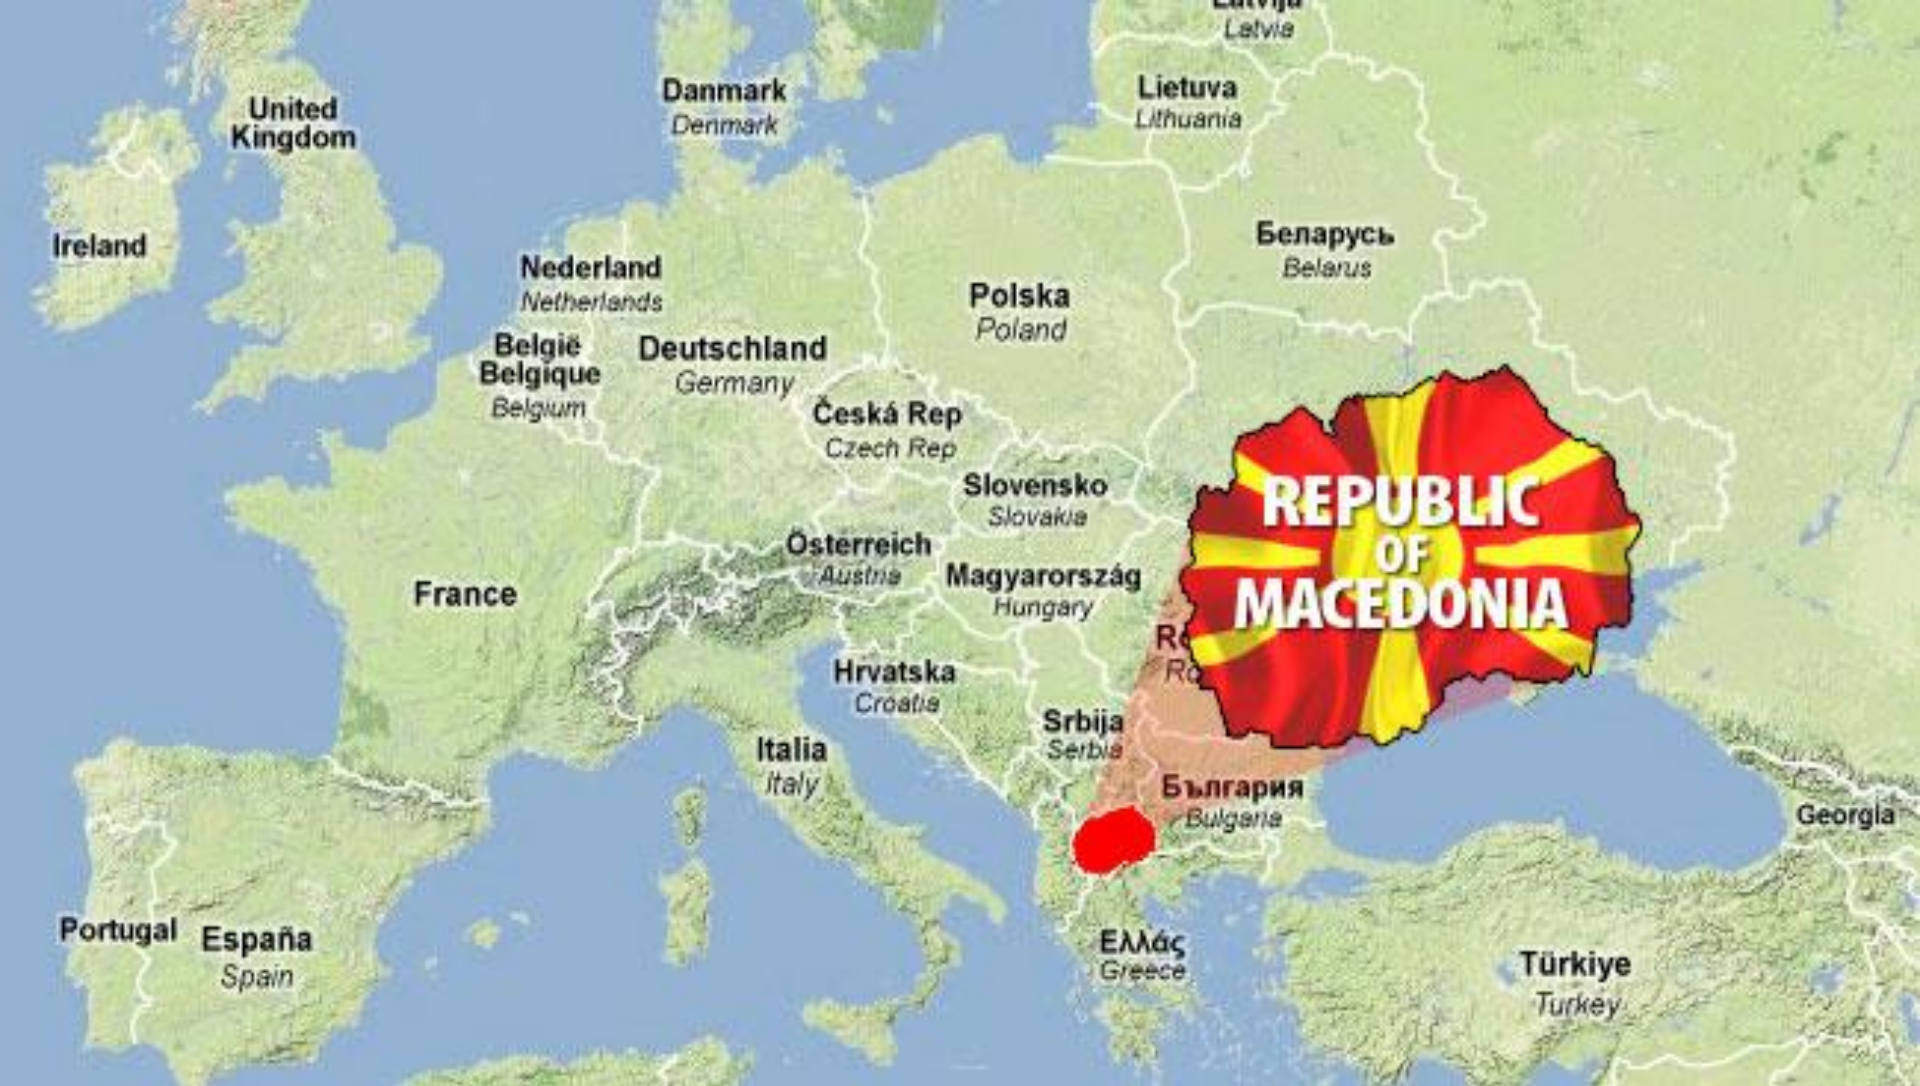 Latvija
Latvia
Danmark
Denmark
Lietuva
Lithuania
United
Kingdom
Ireland
Беларусь
Belarus
Nederland
Netherlands
Polska
Poland
België
Belgique
Belgium
Deutschland
Germany
Česká Rep
Czech Rep
Slovensko
Slovakia
Österreich
Austria
Magyarország
Hungary
France
REPUBLIC
OF
MACEDONIA
Hrvatska
Croatia
Srbija
Serbia
Italia
Italy
България
Bulgaria
Georgia
Portugal
España
Spain
Ελλάς
Greece
Türkiye
Turkey